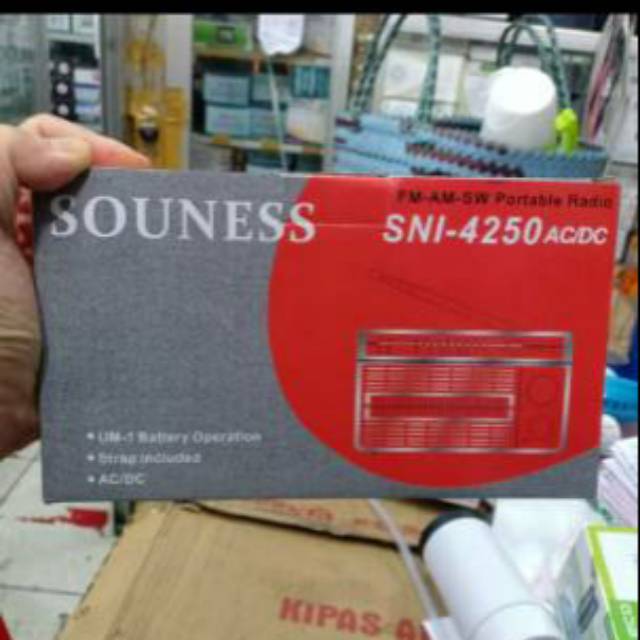 SOUNESS
FM-AM-SW Portable Radio
SNI-4250 AC/DC
• UM-1 Battery Operation
• Strap included
• AC/DC
KIPAS